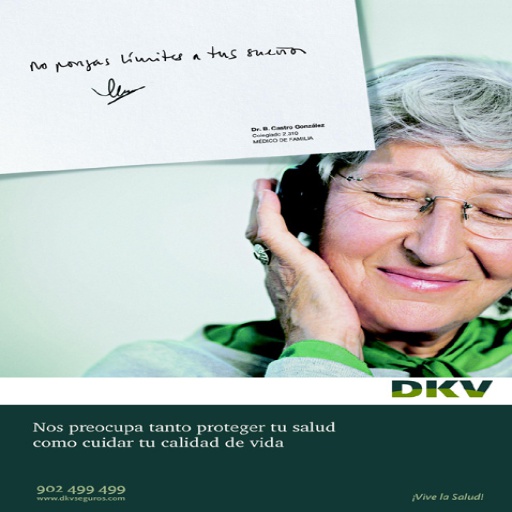 no pongas límites a tus sueños
Dr. B. Castro González
Colegiado 2.310
MÉDICO DE FAMILIA
DKV
Nos preocupa tanto proteger tu salud
como cuidar tu calidad de vida
902 499 499
www.dkvseguros.com
¡Vive la Salud!